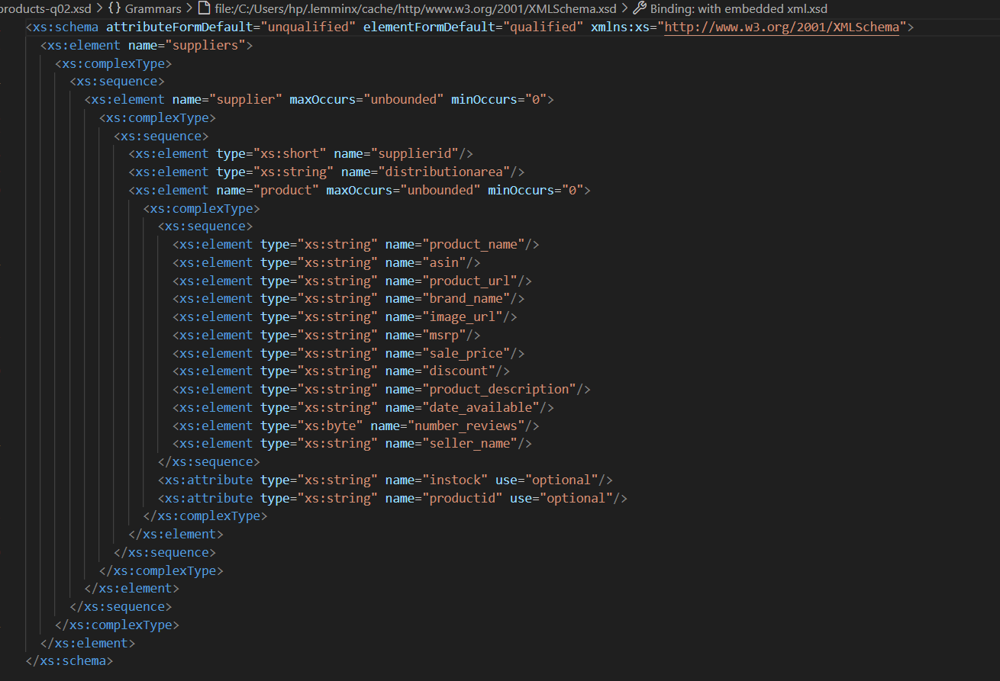 roducts-q02.xsd > {} Grammars > file:/C:/Users/hp/.lemminx/cache/http/www.w3.org/2001/XMLSchema.xsd > Binding: with embedded xml.xsd
<xs:schema attributeFormDefault="unqualified" elementFormDefault="qualified" xmlns:xs="http://www.w3.org/2001/XMLSchema">
<xs:element name="suppliers">
<xs:complexType>
<xs:sequence>
<xs:element name="supplier" maxOccurs="unbounded" minOccurs="0">
<xs:complexType>
<xs:sequence>
<xs:element type="xs:short" name="supplierid"/>
<xs:element type="xs:string" name="distributionarea"/>
<xs:element name="product" maxOccurs="unbounded" minOccurs="0">
<xs:complexType>
<xs:sequence>
<xs:element type="xs:string" name="product_name"/>
<xs:element type="xs:string" name="asin"/>
<xs:element type="xs:string" name="product_url"/>
<xs:element type="xs:string" name="brand_name"/>
<xs:element type="xs:string" name="image_url"/>
<xs:element type="xs:string" name="msrp"/>
<xs:element type="xs:string" name="sale_price"/>
<xs:element type="xs:string" name="discount"/>
<xs:element type="xs:string" name="product_description"/>
<xs:element type="xs:string" name="date_available"/>
<xs:element type="xs:byte" name="number_reviews"/>
<xs:element type="xs:string" name="seller_name"/>
</xs:sequence>
<xs:attribute type="xs:string" name="instock" use="optional"/>
<xs:attribute type="xs:string" name="productid" use="optional"/>
</xs:complexType>
</xs:element>
</xs:sequence>
</xs:complexType>
</xs:element>
</xs:sequence>
</xs:complexType>
</xs:element>
</xs:schema>